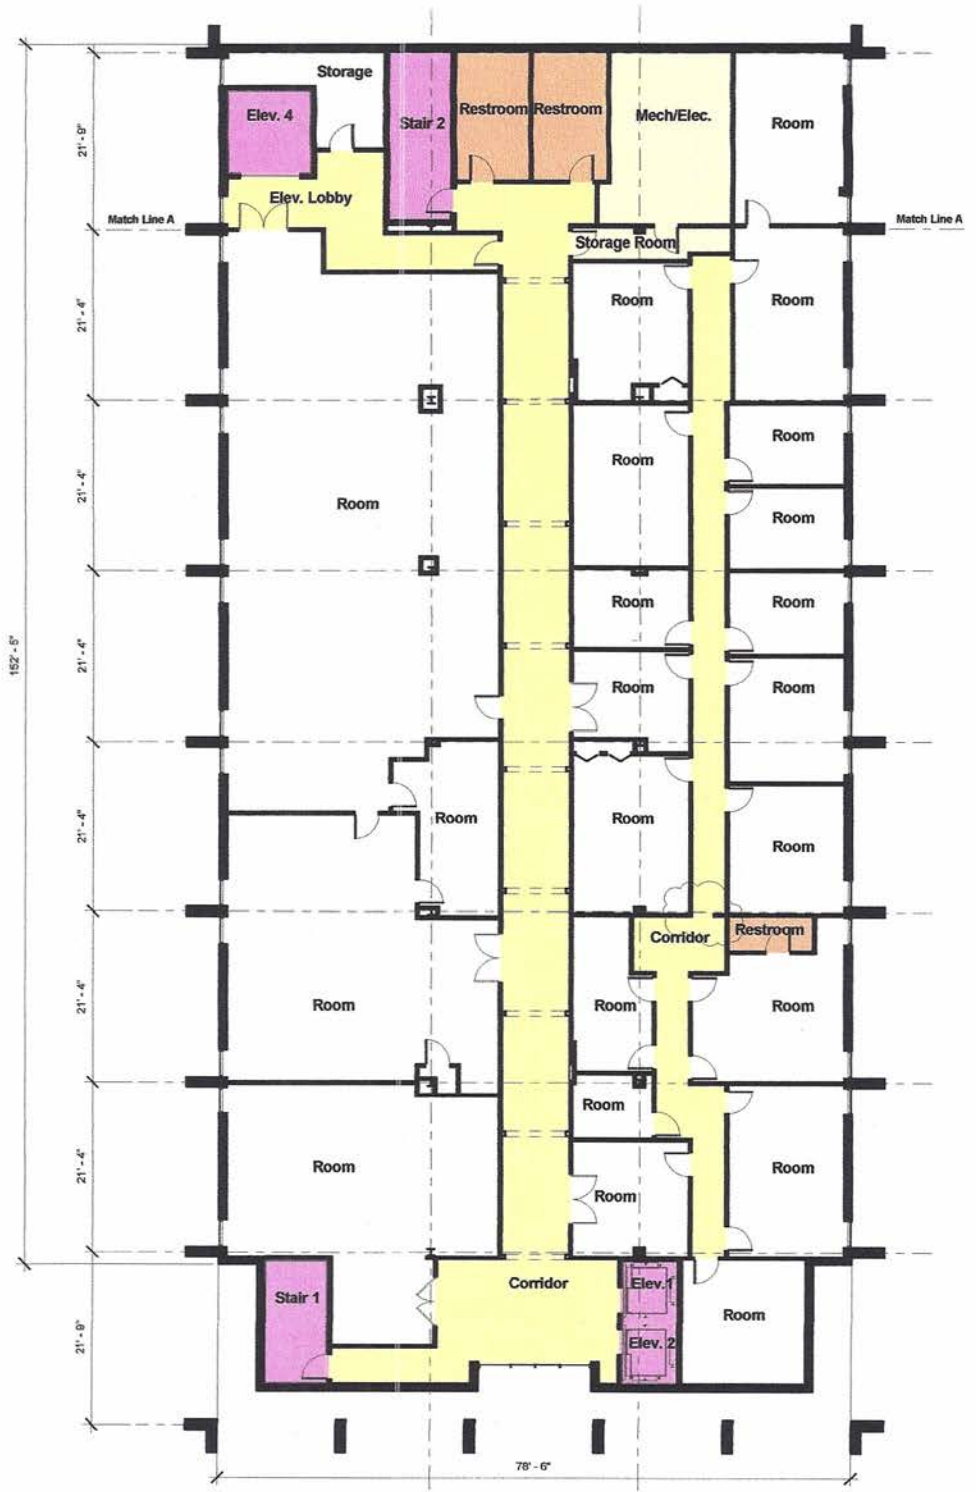 Storage
Elev. 4
Stair 2
Restroom
Restroom
Mech/Elec.
Room
21' - 9"
Elev. Lobby
Match Line A
Match Line A
Storage Room
Room
Room
21' - 4"
Room
Room
21' - 4"
Room
Room
Room
Room
21' - 4"
152' - 5"
Room
Room
Room
Room
21' - 4"
Room
Corridor
Restroom
Room
Room
Room
21' - 4"
Room
Room
Room
Room
21' - 4"
Stair 1
Corridor
Elev.1
Room
Elev. 2
21' - 9"
78' - 6"